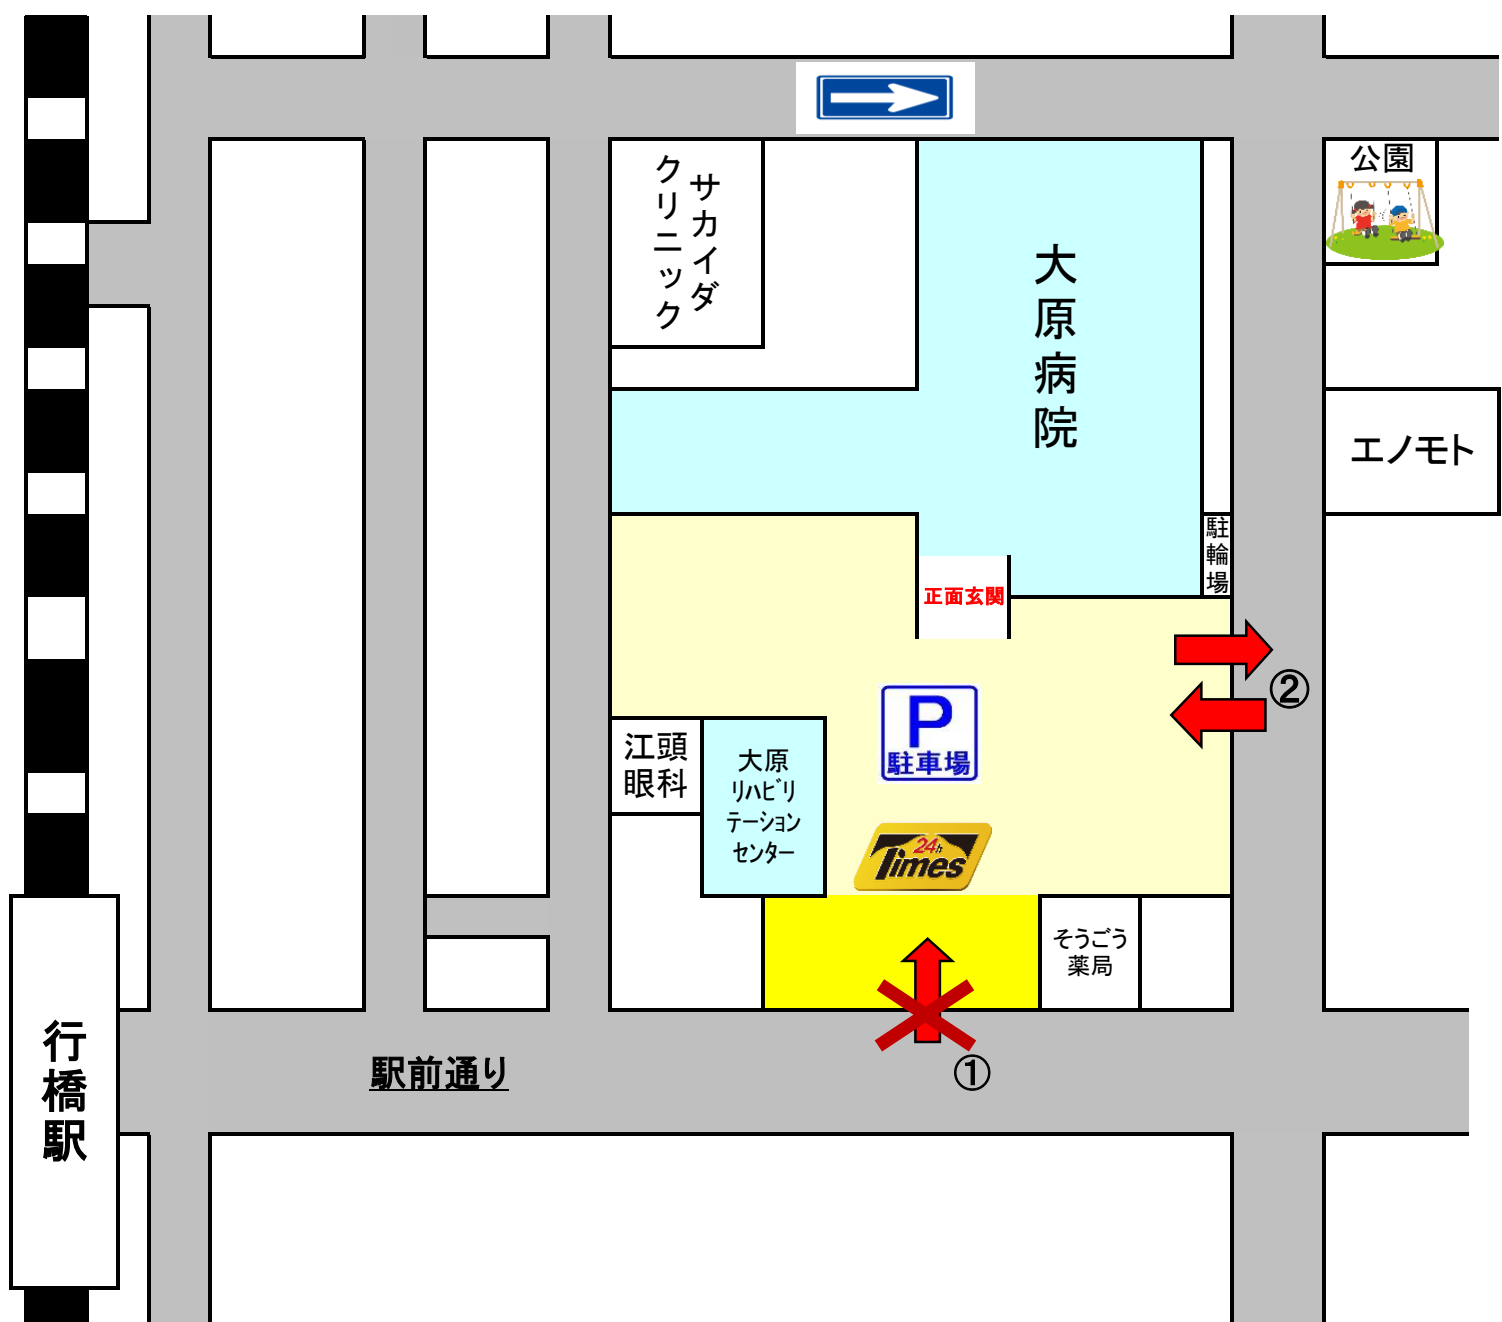 公園
サカイダ
クリニック
大原病院
エノモト
駐輪場
正面玄関
②
P
駐車場
江頭
眼科
大原
リハビリ
テーション
センター
24h
Times
そうごう
薬局
行橋駅
駅前通り
①